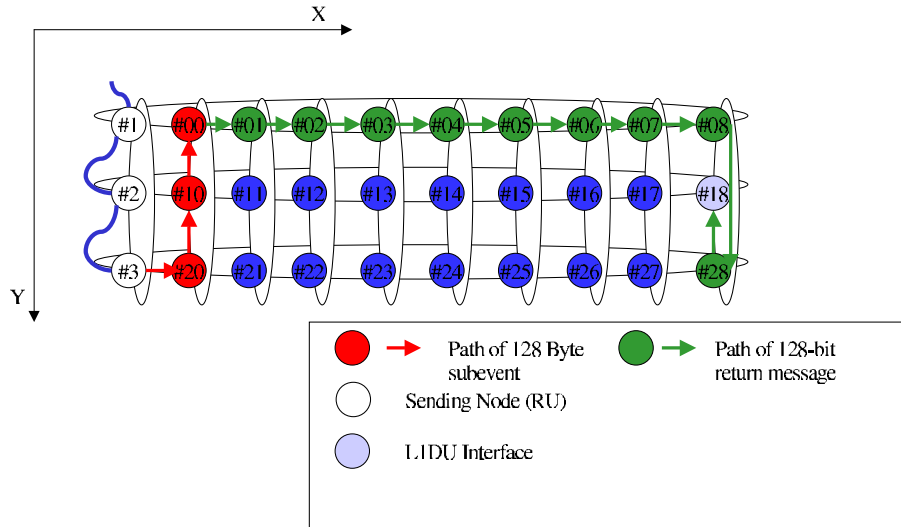 X
#1 #00 #01 #02 #03 #04 #05 #06 #07 #08
#2 #10 #11 #12 #13 #14 #15 #16 #17 #18
#3 #20 #21 #22 #23 #24 #25 #26 #27 #28
Y
Path of 128 Byte
subevent
Path of 128-bit
return message
Sending Node (RU)
L1DU Interface